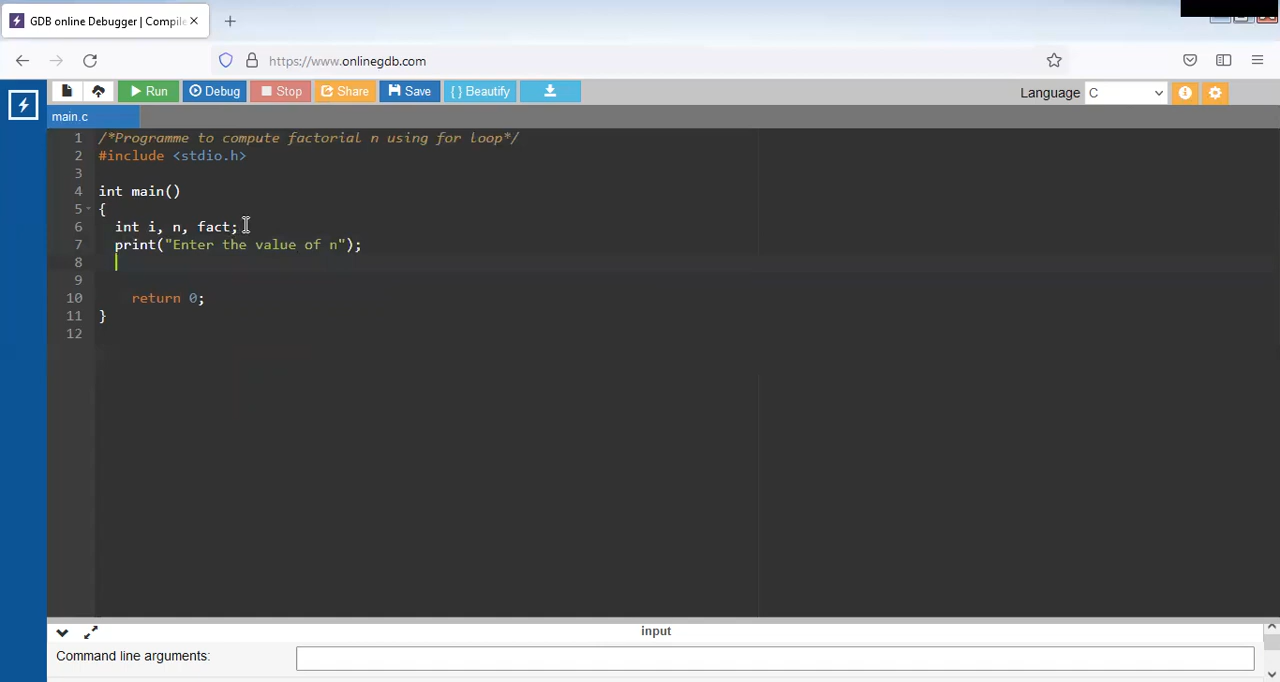 GDB online Debugger | Compile
https://www.onlinegdb.com
Run Debug Stop Share Save { } Beautify Language C
main.c
1 /*Programme to compute factorial n using for loop*/
2 #include <stdio.h>
3
4 int main()
5 {
6 int i, n, fact;
7 print("Enter the value of n");
8
9
10 return 0;
11 }
12
input
Command line arguments: